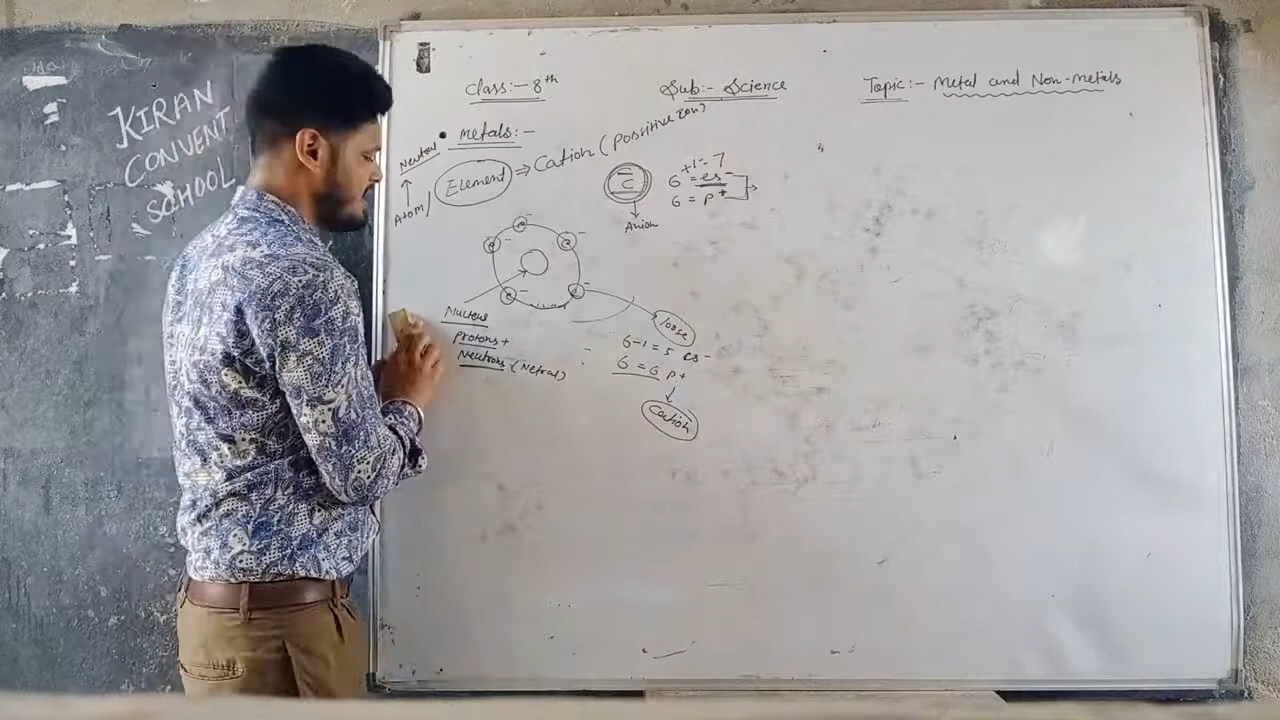 KIRAN
CONVENT
SCHOOL
Class:- 8th
Sub:- Science
Topic:- Metal and Non-metals
• Metals:-
Neutral
Atom/
Element ⇒ Cation (possitive Ion)
C
Anion
6 +1 = 7
6 = es-
6 = p+
Nucleus
Protons+
Neutrons (Netral)
loose
6-1 = 5 es-
6 = 6 p+
Cation